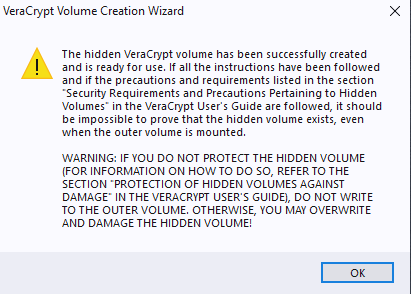 VeraCrypt Volume Creation Wizard
The hidden VeraCrypt volume has been successfully created
and is ready for use. If all the instructions have been followed
and if the precautions and requirements listed in the section
"Security Requirements and Precautions Pertaining to Hidden
Volumes" in the VeraCrypt User's Guide are followed, it should
be impossible to prove that the hidden volume exists, even
when the outer volume is mounted.
WARNING: IF YOU DO NOT PROTECT THE HIDDEN VOLUME
(FOR INFORMATION ON HOW TO DO SO, REFER TO THE
SECTION "PROTECTION OF HIDDEN VOLUMES AGAINST
DAMAGE" IN THE VERACRYPT USER'S GUIDE), DO NOT WRITE
TO THE OUTER VOLUME. OTHERWISE, YOU MAY OVERWRITE
AND DAMAGE THE HIDDEN VOLUME!
OK